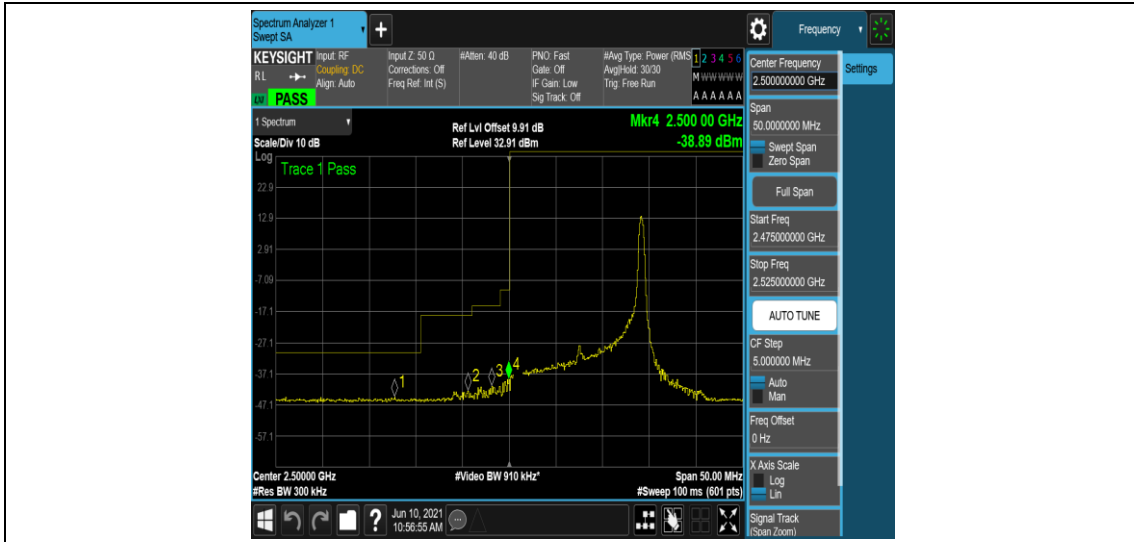 Spectrum Analyzer 1
Swept SA
+
Frequency
KEYSIGHT
RL
PASS
Input: RF
Coupling: DC
Align: Auto
Input Z: 50 Ω
Corrections: Off
Freq Ref: Int (S)
#Atten: 40 dB
PNO: Fast
Gate: Off
IF Gain: Low
Sig Track: Off
#Avg Type: Power (RMS
Avg|Hold: 30/30
Trig: Free Run
1 2 3 4 5 6
M W W W W W
A A A A A A
1 Spectrum
Scale/Div 10 dB
Ref Lvl Offset 9.91 dB
Ref Level 32.91 dBm
Mkr4 2.500 00 GHz
-38.89 dBm
Log
Trace 1 Pass
22.9
12.9
2.91
-7.09
-17.1
-27.1
-37.1
-47.1
-57.1
1
2
3
4
Center 2.50000 GHz
#Res BW 300 kHz
#Video BW 910 kHz*
Span 50.00 MHz
#Sweep 100 ms (601 pts)
Center Frequency
2.500000000 GHz
Settings
Span
50.0000000 MHz
Swept Span
Zero Span
Full Span
Start Freq
2.475000000 GHz
Stop Freq
2.525000000 GHz
AUTO TUNE
CF Step
5.000000 MHz
Auto
Man
Freq Offset
0 Hz
X Axis Scale
Log
Lin
Signal Track
(Span Zoom)
?
Jun 10, 2021
10:56:55 AM